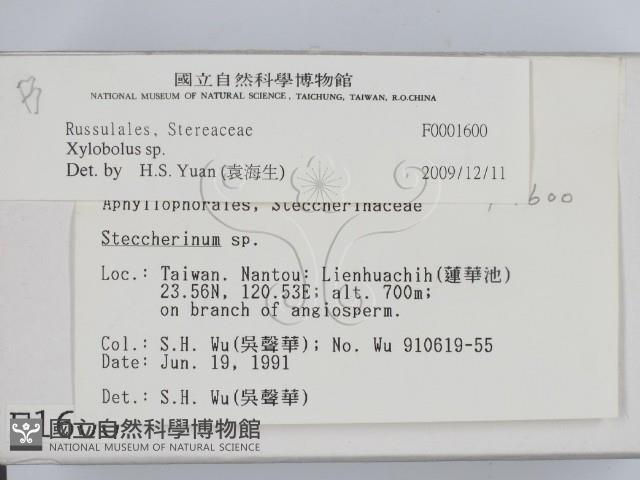 國立自然科學博物館
NATIONAL MUSEUM OF NATURAL SCIENCE, TAICHUNG, TAIWAN, R.O.CHINA
Russulales, Stereaceae F0001600
Xylobolus sp.
Det. by H.S. Yuan (袁海生) 2009/12/11
Aphyllophorales, Steccherinaceae 600
Steccherinum sp.
Loc.: Taiwan. Nantou: Lienhuachih(蓮華池)
23.56N, 120.53E; alt. 700m;
on branch of angiosperm.
Col.: S.H. Wu(吳聲華); No. Wu 910619-55
Date: Jun. 19, 1991
Det.: S.H. Wu(吳聲華)
國立自然科學博物館
NATIONAL MUSEUM OF NATURAL SCIENCE